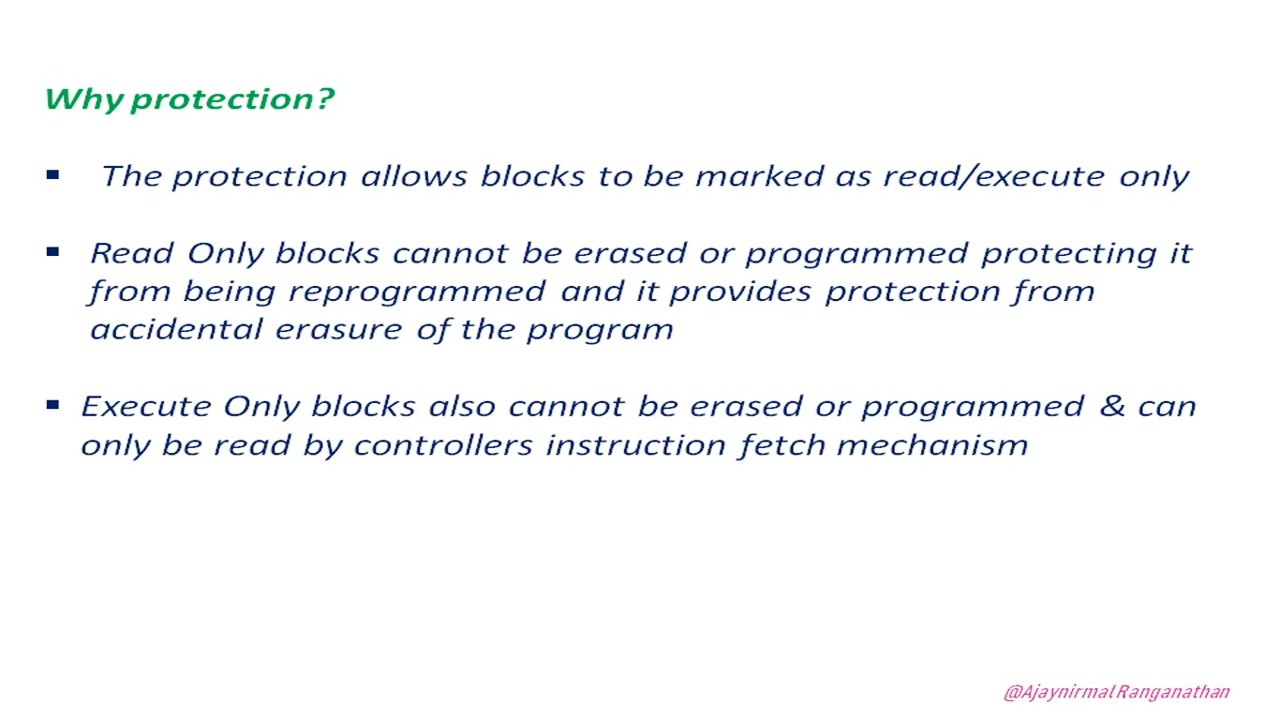 Why protection?
▪ The protection allows blocks to be marked as read/execute only
▪ Read Only blocks cannot be erased or programmed protecting it
from being reprogrammed and it provides protection from
accidental erasure of the program
▪ Execute Only blocks also cannot be erased or programmed & can
only be read by controllers instruction fetch mechanism
@Ajaynirmal Ranganathan